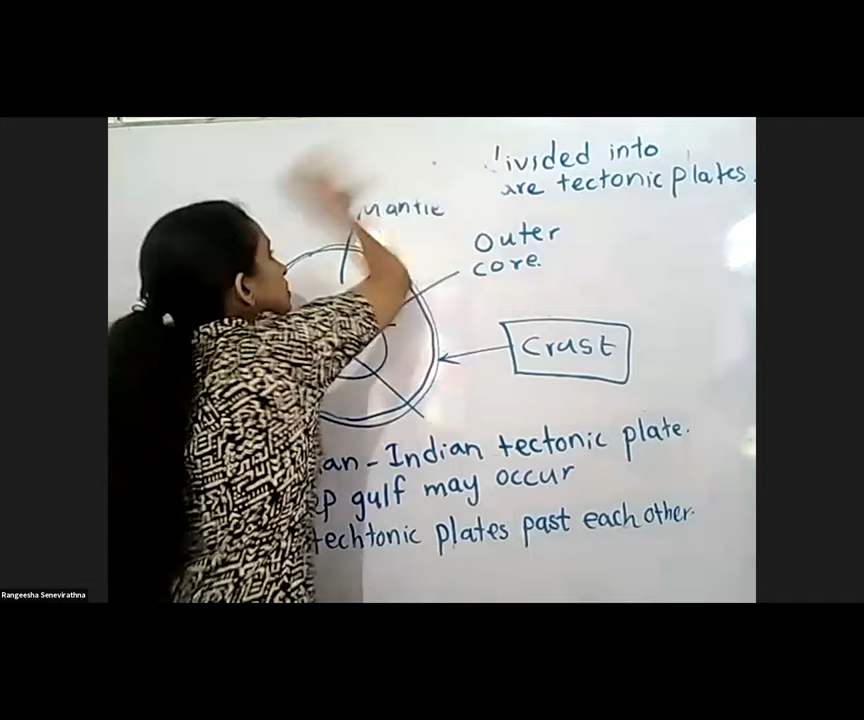 ivided into
are tectonic plates.
Mantle
Outer
core.
Crust
an - Indian tectonic plate.
ep gulf may occur
techtonic plates past each other.
Rangeesha Senevirathna